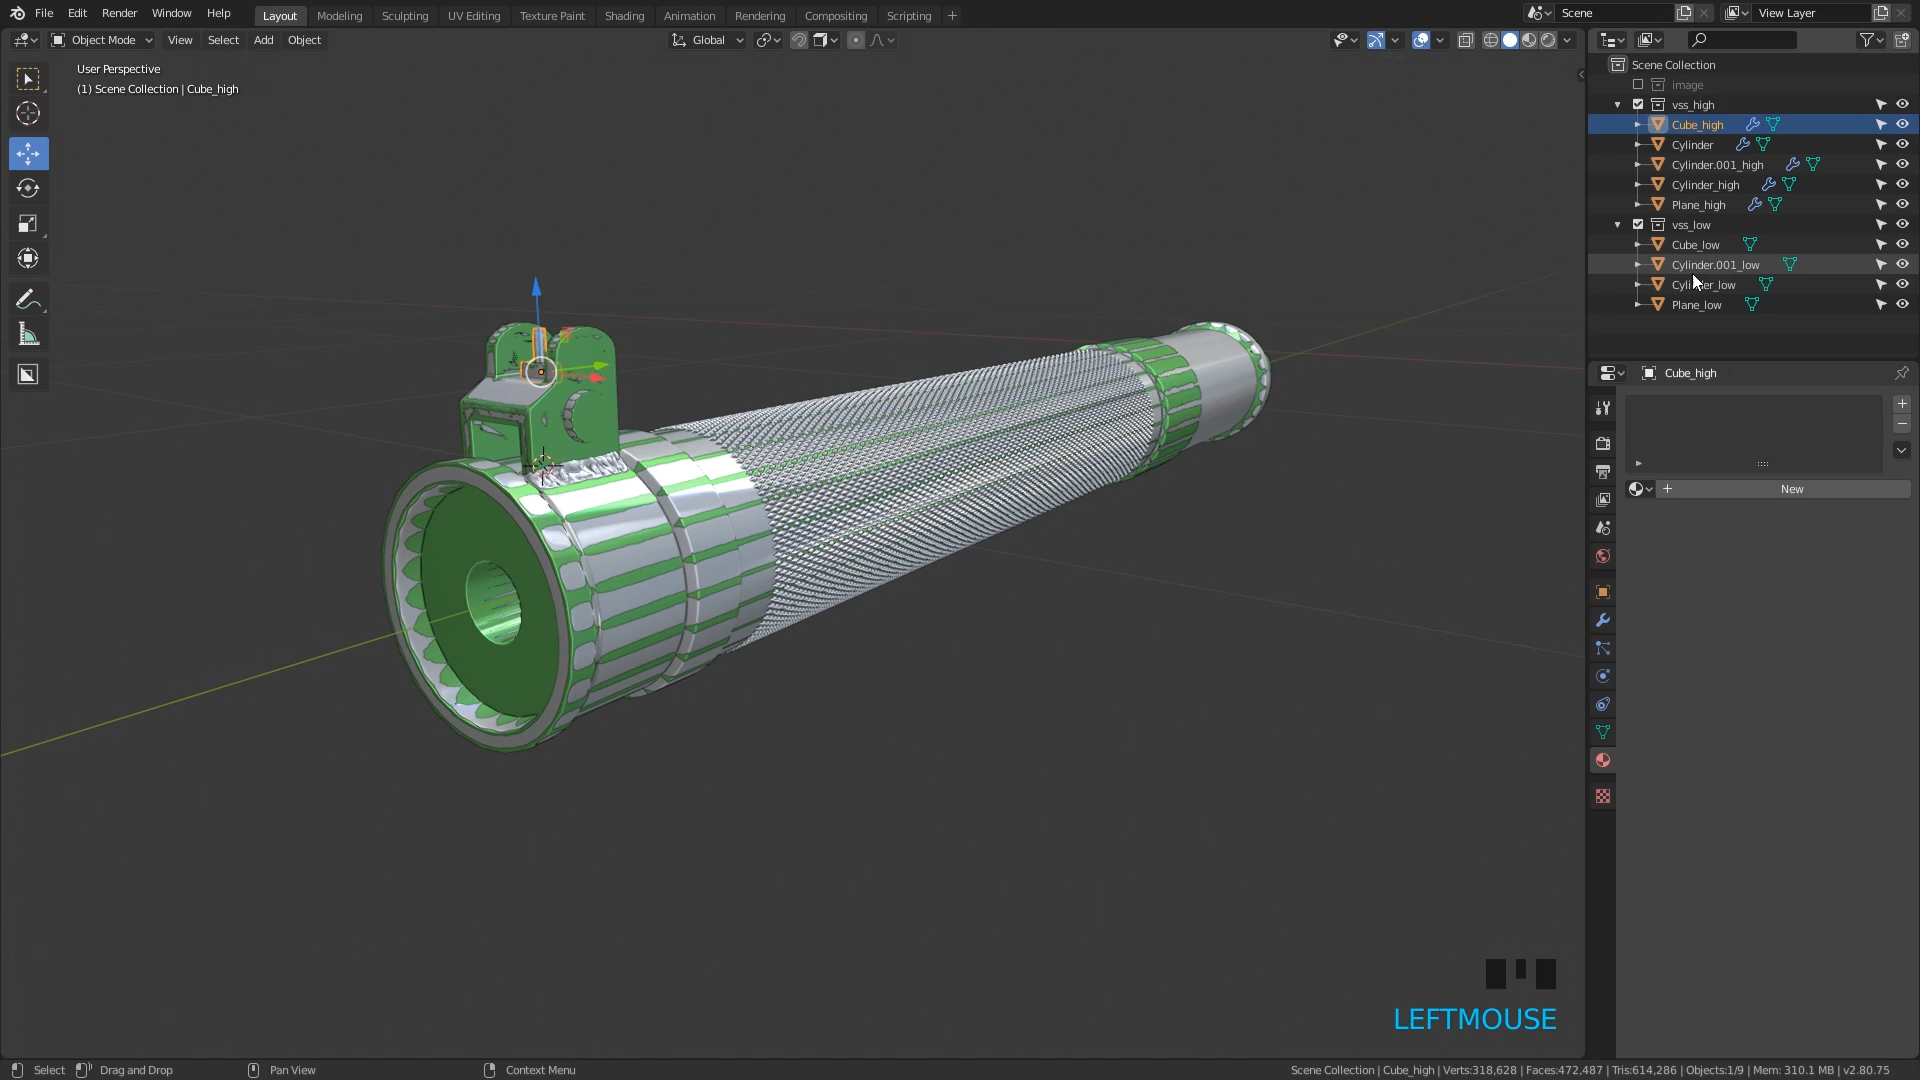 File Edit Render Window Help Layout Modeling Sculpting UV Editing Texture Paint Shading Animation Rendering Compositing Scripting + Scene View Layer
Object Mode View Select Add Object Global
User Perspective
(1) Scene Collection | Cube_high
Scene Collection
image
vss_high
Cube_high
Cylinder
Cylinder.001_high
Cylinder_high
Plane_high
vss_low
Cube_low
Cylinder.001_low
Cylinder_low
Plane_low
Cube_high
New
LEFTMOUSE
Select Drag and Drop Pan View Context Menu Scene Collection | Cube_high | Verts:318,628 | Faces:472,487 | Tris:614,286 | Objects:1/9 | Mem: 310.1 MB | v2.80.75